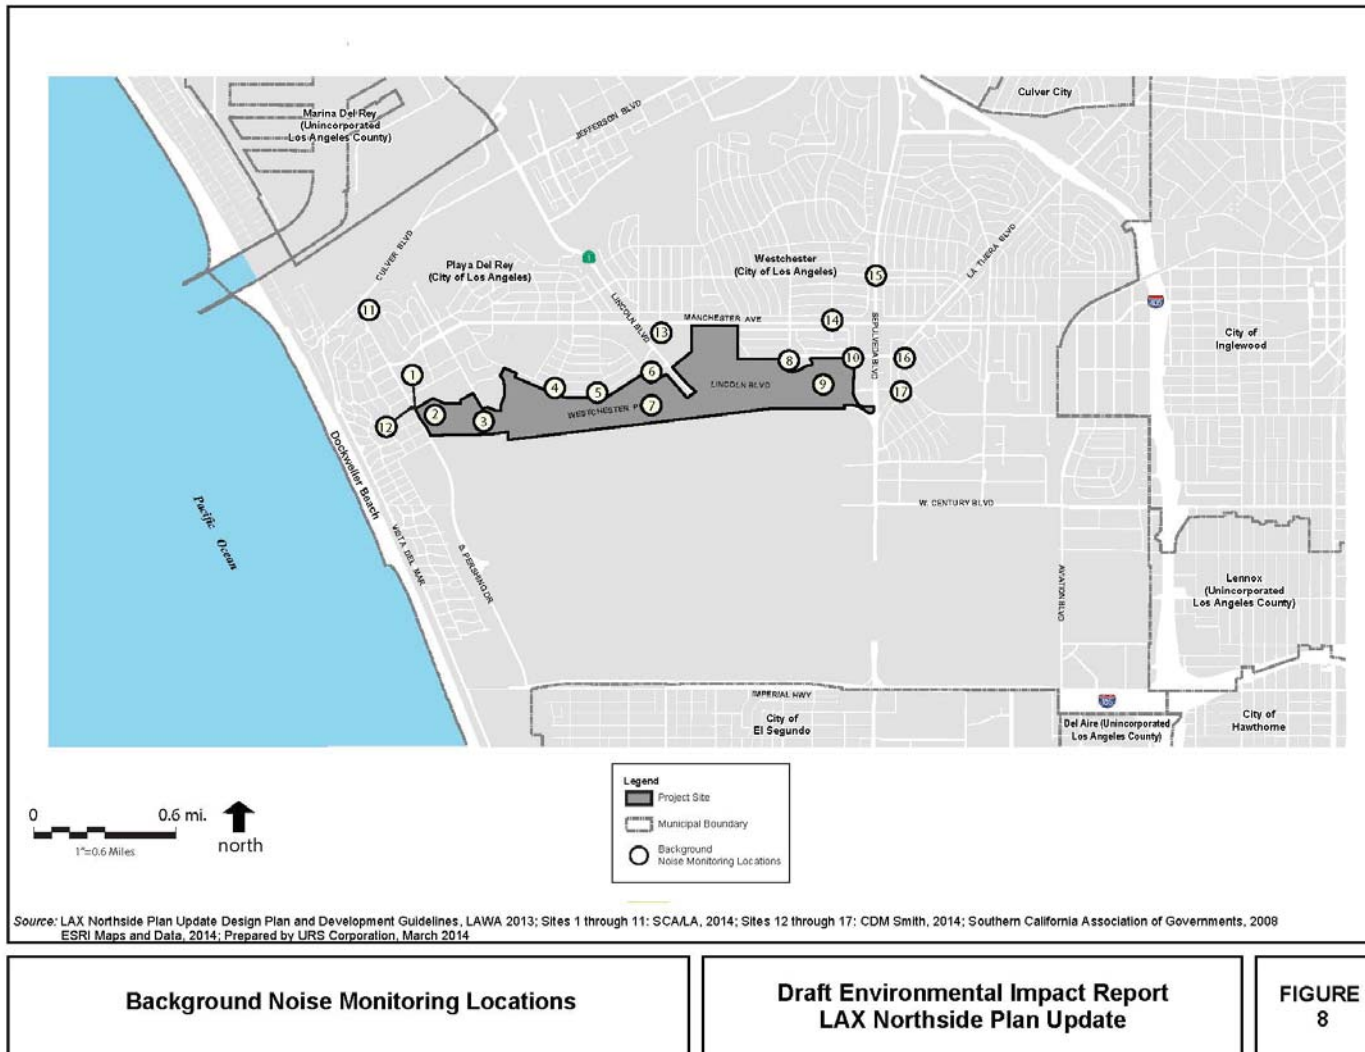 Culver City
Marina Del Rey
(Unincorporated
Los Angeles County)
JEFFERSON BLVD
CULVER BLVD
Playa Del Rey
(City of Los Angeles)
1
Westchester
(City of Los Angeles)
LA TIJERA BLVD
15
11
LINCOLN BLVD
13
MANCHESTER AVE
14
SEPULVEDA BLVD
405
City of
Inglewood
1
6
8
10
16
4
5
LINCOLN BLVD
9
17
2
3
WESTCHESTER P
7
12
Dockweiler Beach
Pacific
Ocean
VISTA DEL MAR
S. PERSHING DR
W. CENTURY BLVD
AVIATION BLVD
Lennox
(Unincorporated
Los Angeles County)
IMPERIAL HWY
City of
El Segundo
105
Del Aire (Unincorporated
Los Angeles County)
City of
Hawthorne
0 0.6 mi.
1"=0.6 Miles
north
Legend
Project Site
Municipal Boundary
Background
Noise Monitoring Locations
Source: LAX Northside Plan Update Design Plan and Development Guidelines, LAWA 2013; Sites 1 through 11: SCA/LA, 2014; Sites 12 through 17: CDM Smith, 2014; Southern California Association of Governments, 2008
ESRI Maps and Data, 2014; Prepared by URS Corporation, March 2014
Background Noise Monitoring Locations
Draft Environmental Impact Report
LAX Northside Plan Update
FIGURE
8